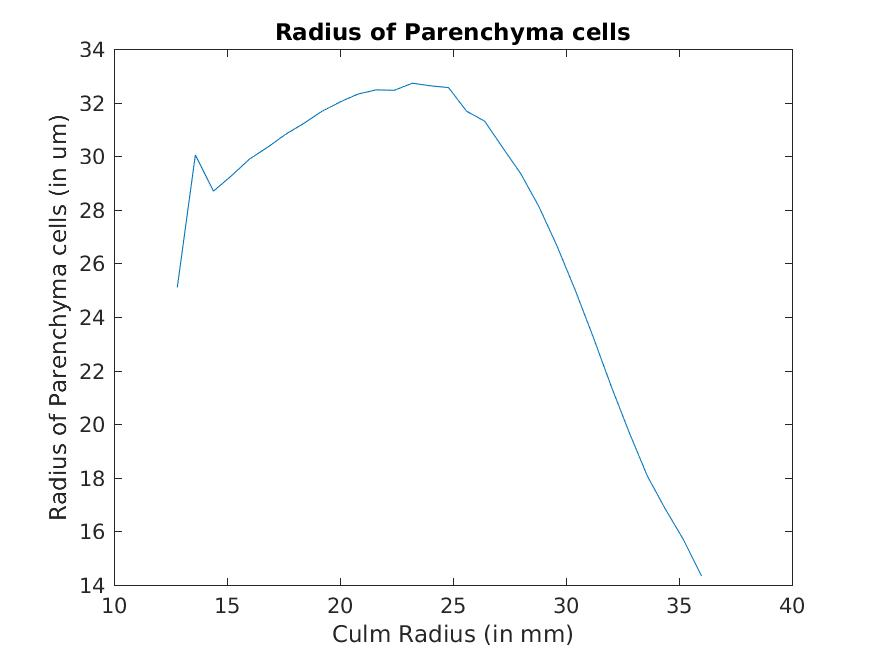 Radius of Parenchyma cells
Radius of Parenchyma cells (in um)
34
32
30
28
26
24
22
20
18
16
14
10 15 20 25 30 35 40
Culm Radius (in mm)